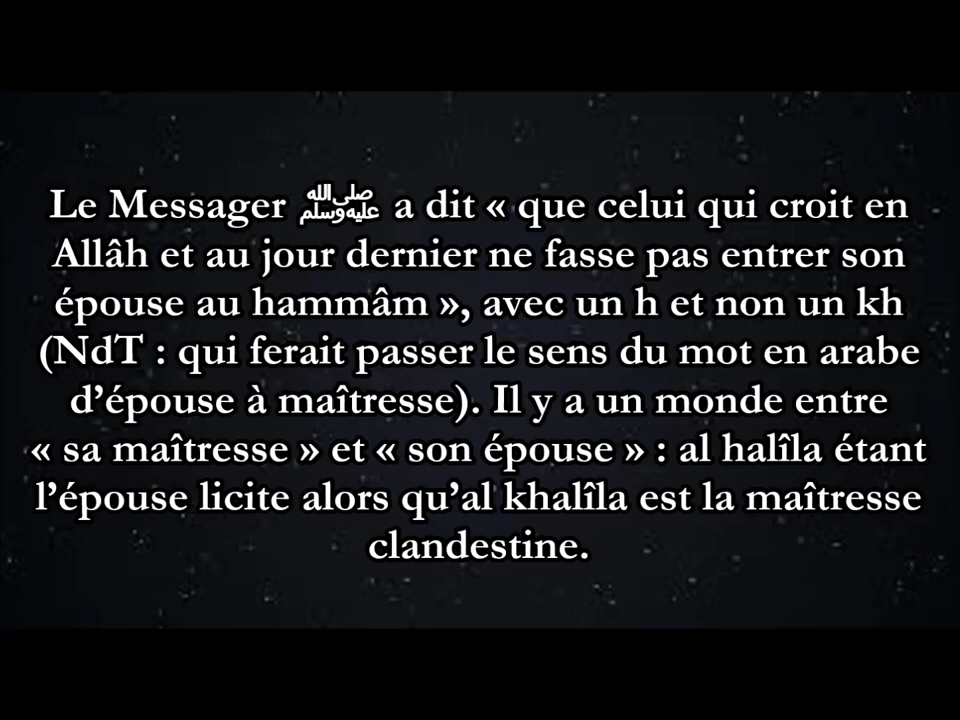 Le Messager ﷺ a dit « que celui qui croit en
Allâh et au jour dernier ne fasse pas entrer son
épouse au hammâm », avec un h et non un kh
(NdT : qui ferait passer le sens du mot en arabe
d’épouse à maîtresse). Il y a un monde entre
« sa maîtresse » et « son épouse » : al halîla étant
l’épouse licite alors qu’al khalîla est la maîtresse
clandestine.